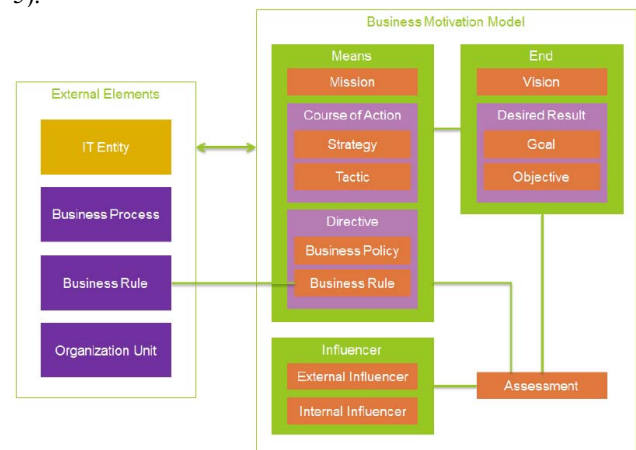 5).
Business Motivation Model
Means
Mission
Course of Action
Strategy
Tactic
Directive
Business Policy
Business Rule
End
Vision
Desired Result
Goal
Objective
External Elements
IT Entity
Business Process
Business Rule
Organization Unit
Influencer
External Influencer
Internal Influencer
Assessment